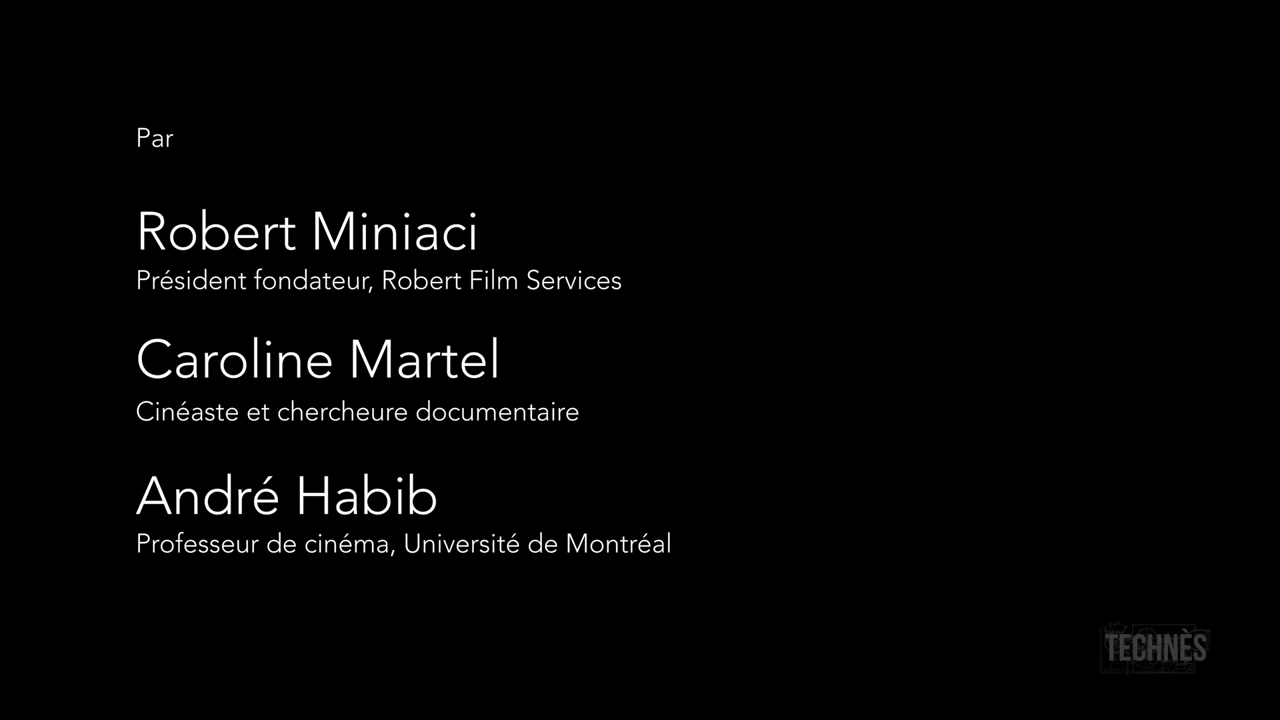 Par
Robert Miniaci
Président fondateur, Robert Film Services
Caroline Martel
Cinéaste et chercheure documentaire
André Habib
Professeur de cinéma, Université de Montréal
TECHNÈS